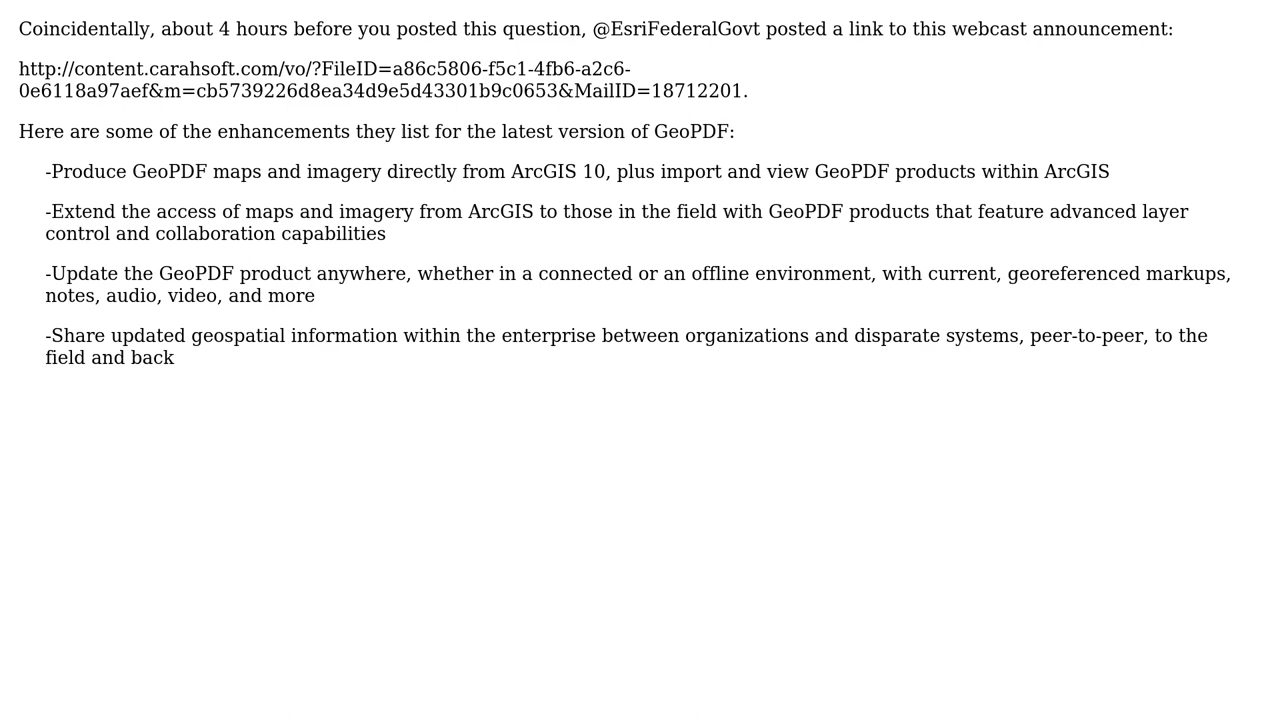 Coincidentally, about 4 hours before you posted this question, @EsriFederalGovt posted a link to this webcast announcement:
http://content.carahsoft.com/vo/?FileID=a86c5806-f5c1-4fb6-a2c6-
0e6118a97aef&m=cb5739226d8ea34d9e5d43301b9c0653&MailID=18712201.
Here are some of the enhancements they list for the latest version of GeoPDF:
-Produce GeoPDF maps and imagery directly from ArcGIS 10, plus import and view GeoPDF products within ArcGIS
-Extend the access of maps and imagery from ArcGIS to those in the field with GeoPDF products that feature advanced layer
control and collaboration capabilities
-Update the GeoPDF product anywhere, whether in a connected or an offline environment, with current, georeferenced markups,
notes, audio, video, and more
-Share updated geospatial information within the enterprise between organizations and disparate systems, peer-to-peer, to the
field and back